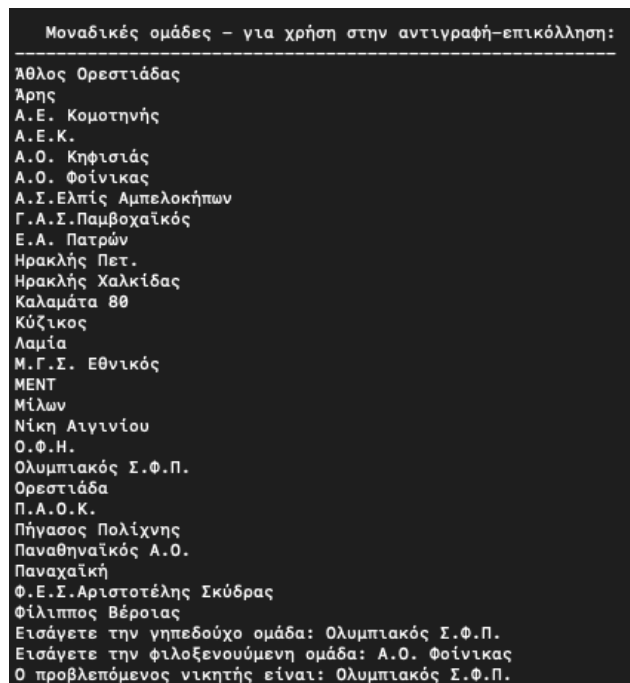 Μοναδικές ομάδες – για χρήση στην αντιγραφή–επικόλληση:
------------------------------------------------------------
Άθλος Ορεστιάδας
Άρης
Α.Ε. Κομοτηνής
Α.Ε.Κ.
Α.Ο. Κηφισιάς
Α.Ο. Φοίνικας
Α.Σ.Ελπίς Αμπελοκήπων
Γ.Α.Σ.Παμβοχαϊκός
Ε.Α. Πατρών
Ηρακλής Πετ.
Ηρακλής Χαλκίδας
Καλαμάτα 80
Κύζικος
Λαμία
Μ.Γ.Σ. Εθνικός
ΜΕΝΤ
Μίλων
Νίκη Αιγινίου
Ο.Φ.Η.
Ολυμπιακός Σ.Φ.Π.
Ορεστιάδα
Π.Α.Ο.Κ.
Πήγασος Πολίχνης
Παναθηναϊκός Α.Ο.
Παναχαϊκή
Φ.Ε.Σ.Αριστοτέλης Σκύδρας
Φίλιππος Βέροιας
Εισάγετε την γηπεδούχο ομάδα: Ολυμπιακός Σ.Φ.Π.
Εισάγετε την φιλοξενουύμενη ομάδα: Α.Ο. Φοίνικας
Ο προβλεπόμενος νικητής είναι: Ολυμπιακός Σ.Φ.Π.